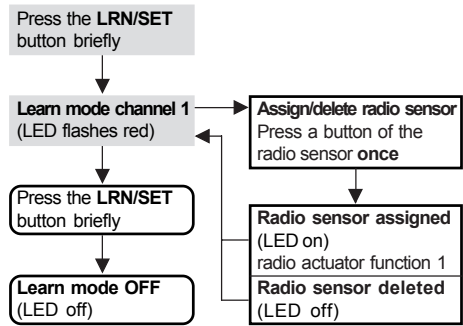 Press the LRN/SET
button briefly
Learn mode channel 1
(LED flashes red)
Assign/delete radio sensor
Press a button of the
radio sensor once
Press the LRN/SET
button briefly
Radio sensor assigned
(LED on)
radio actuator function 1
Radio sensor deleted
(LED off)
Learn mode OFF
(LED off)